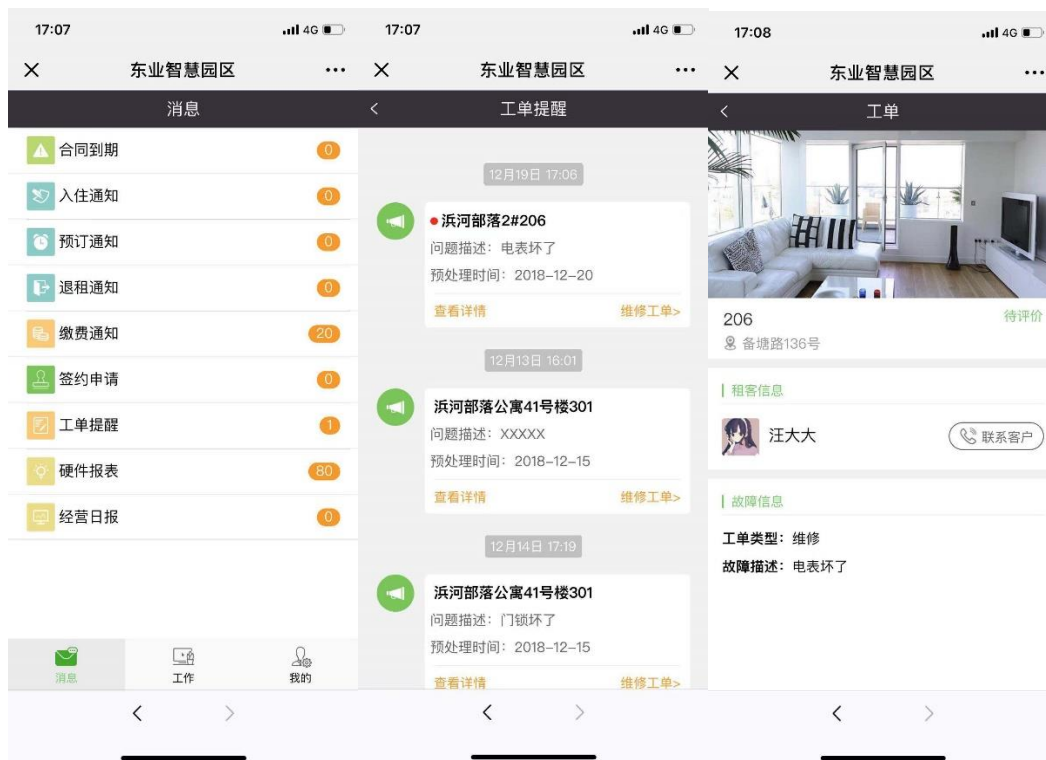 17:07
4G
东业智慧园区
消息
合同到期
0
入住通知
0
预订通知
0
退租通知
0
缴费通知
20
签约申请
0
工单提醒
1
硬件报表
80
经营日报
0
消息
工作
我的
17:07
4G
东业智慧园区
工单提醒
12月19日 17:06
浜河部落2#206
问题描述：电表坏了
预处理时间：2018-12-20
查看详情
维修工单>
12月13日 16:01
浜河部落公寓41号楼301
问题描述：XXXXX
预处理时间：2018-12-15
查看详情
维修工单>
12月14日 17:19
浜河部落公寓41号楼301
问题描述：门锁坏了
预处理时间：2018-12-15
查看详情
维修工单>
17:08
4G
东业智慧园区
工单
206
待评价
备塘路136号
租客信息
汪大大
联系客户
故障信息
工单类型：维修
故障描述：电表坏了